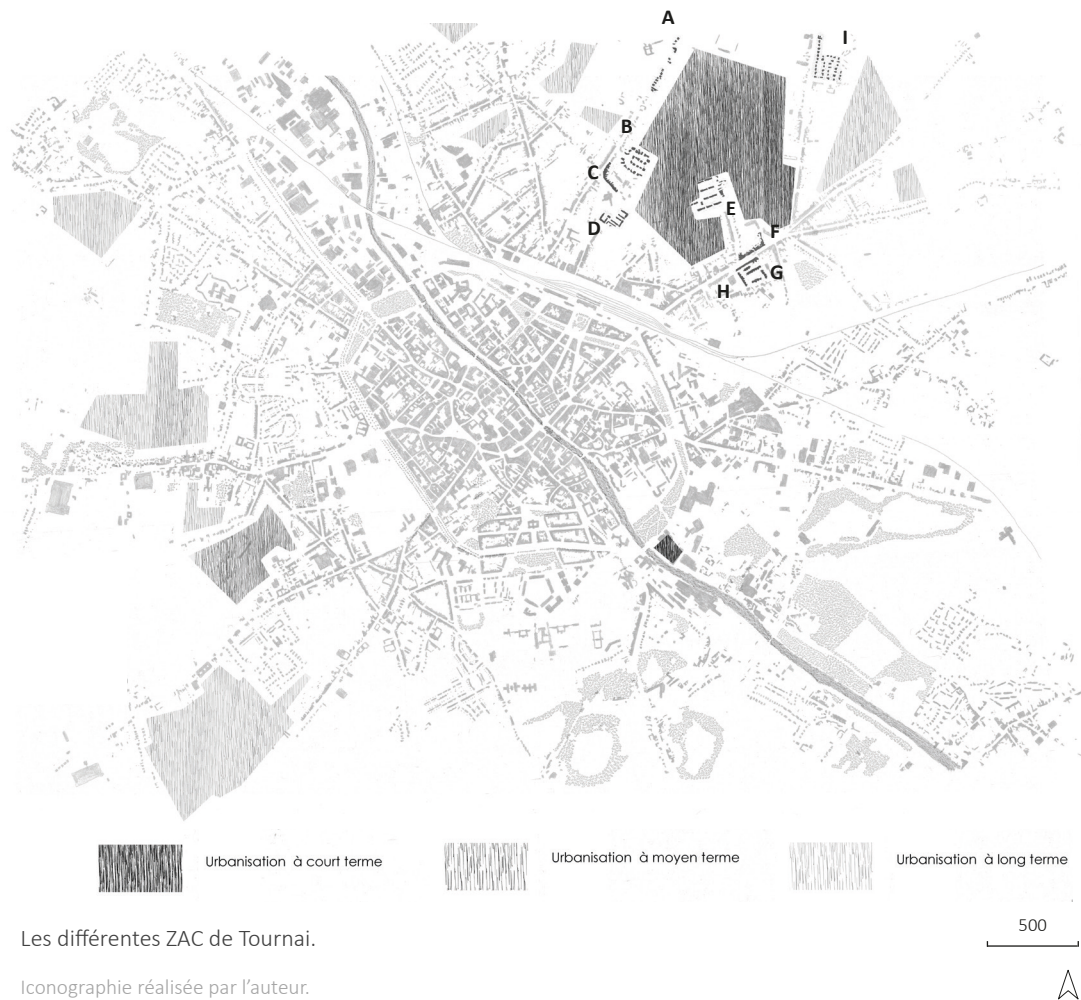 A
I
B
C
E
D
F
G
H
Urbanisation à court terme
Urbanisation à moyen terme
Urbanisation à long terme
Les différentes ZAC de Tournai.
500
Iconographie réalisée par l'auteur.